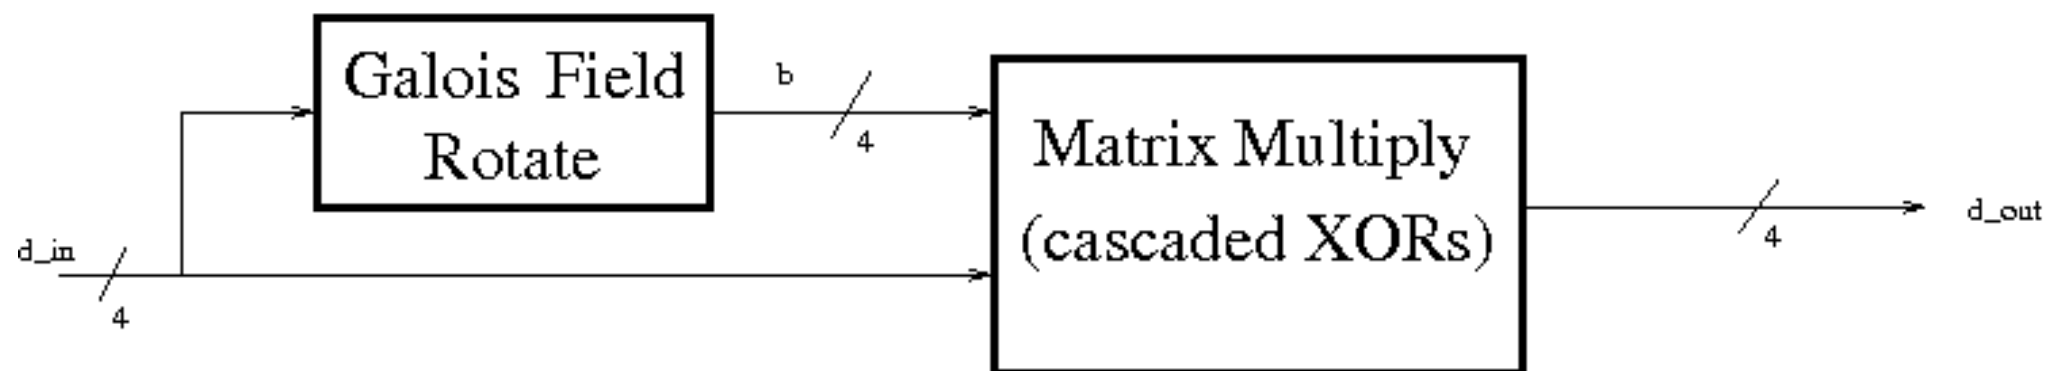 Galois Field
Rotate
b
4
Matrix Multiply
(cascaded XORs)
d_in
4
4
d_out